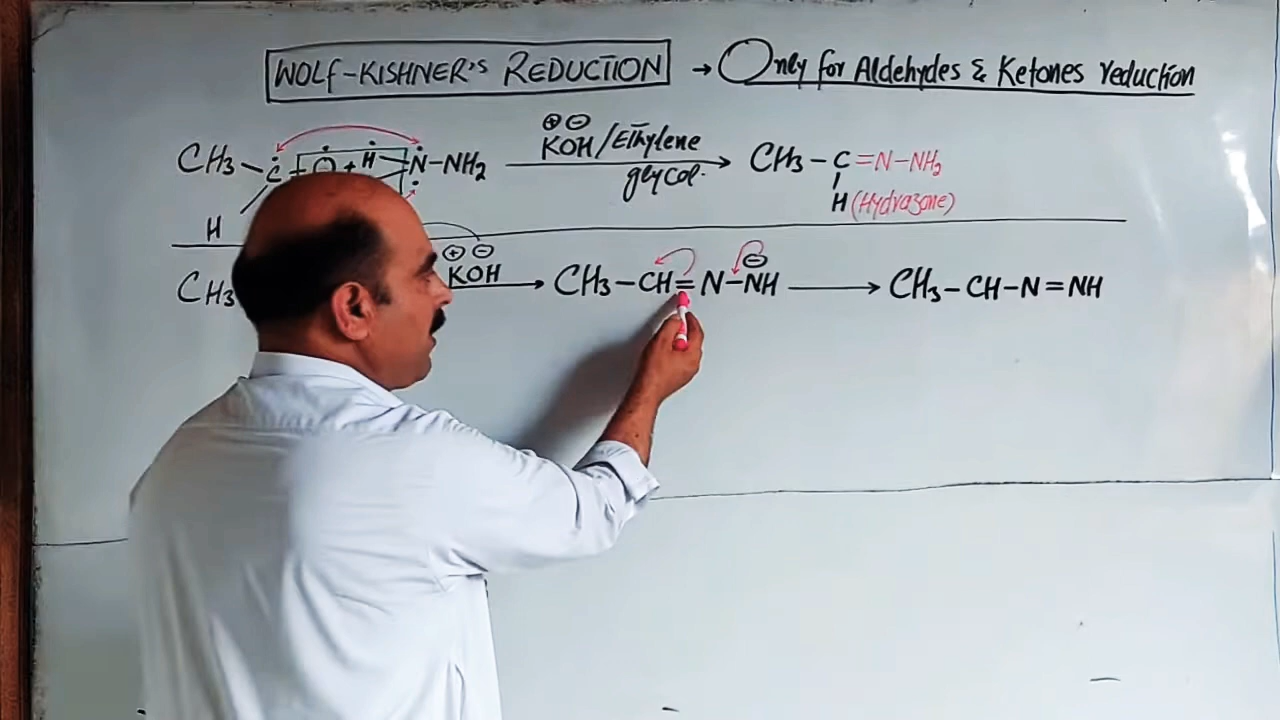 WOLF-KISHNER'S REDUCTION → Only for Aldehydes & Ketones reduction
CH₃-C=O + H-N-NH₂ ⊕⊖ KOH/Ethylene glycol. → CH₃-C=N-NH₂
H H (Hydrazone)
CH₃ ⊕⊖ KOH → CH₃-CH=N-NH ⊖ → CH₃-CH-N=NH